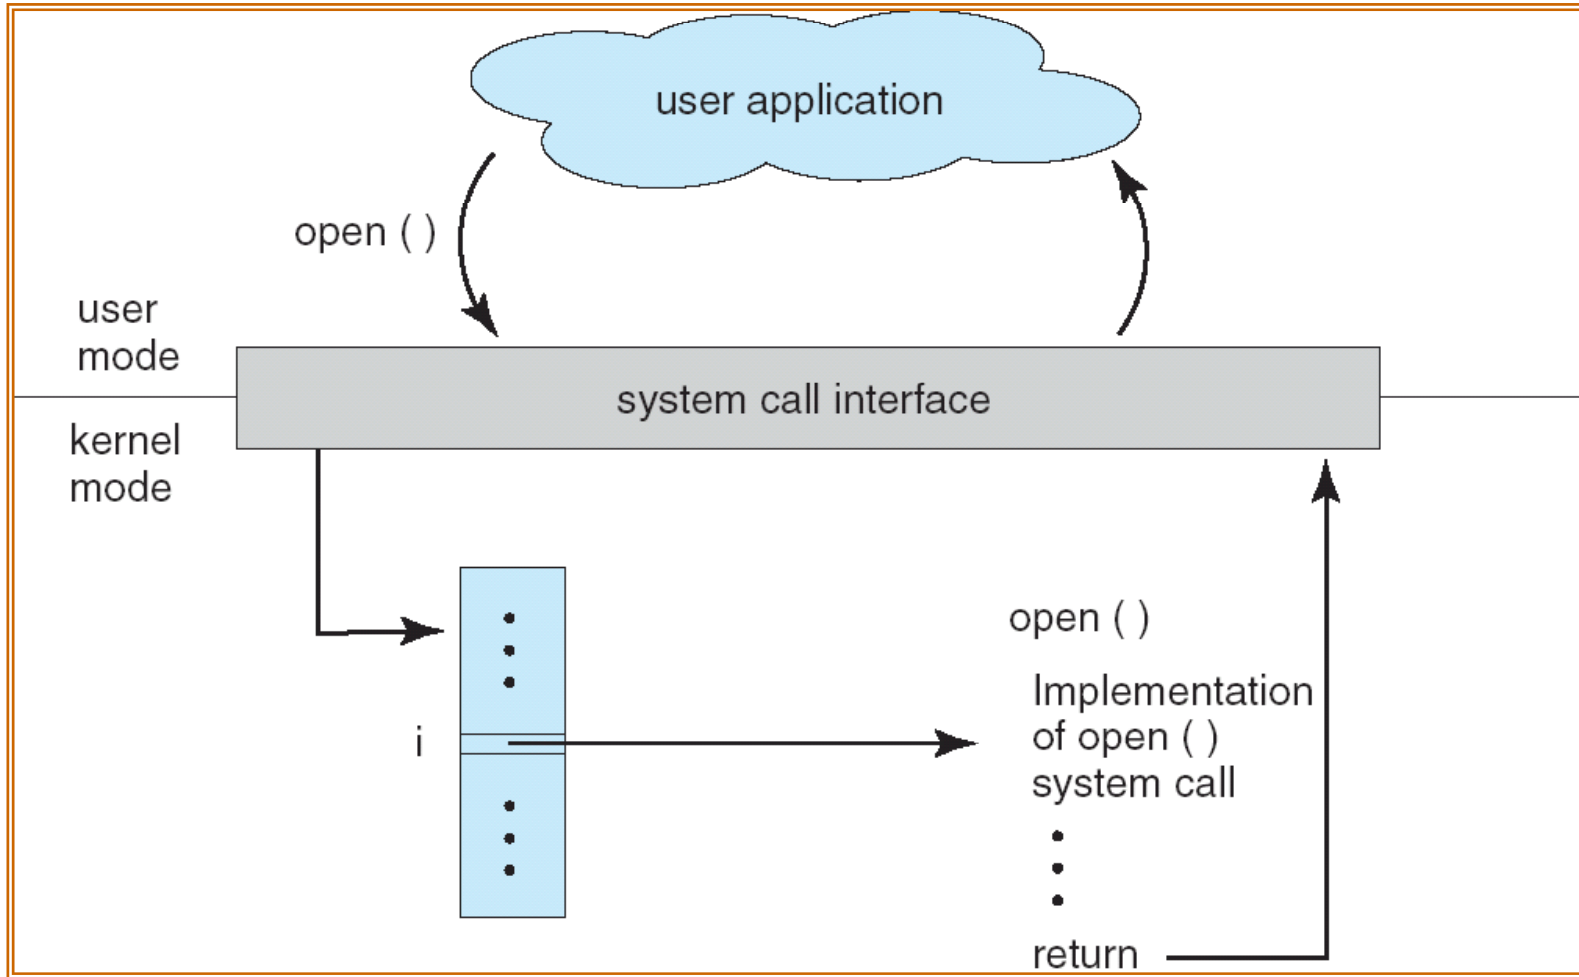 user application
open ( )
user
mode
system call interface
kernel
mode
open ( )
Implementation
of open ( )
system call
i
return